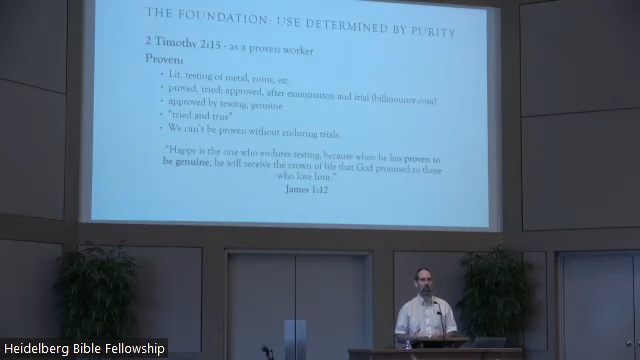 THE FOUNDATION: USE DETERMINED BY PURITY
2 Timothy 2:15 - as a proven worker
Proven:
• Lit. testing of metal, coins, etc.
• proved, tried; approved, after examination and trial (billmounce.com)
• approved by testing, genuine
• "tried and true"
• We can't be proven without enduring trials
"Happy is the one who endures testing, because when he has proven to
be genuine, he will receive the crown of life that God promised to those
who love him."
James 1:12
Heidelberg Bible Fellowship